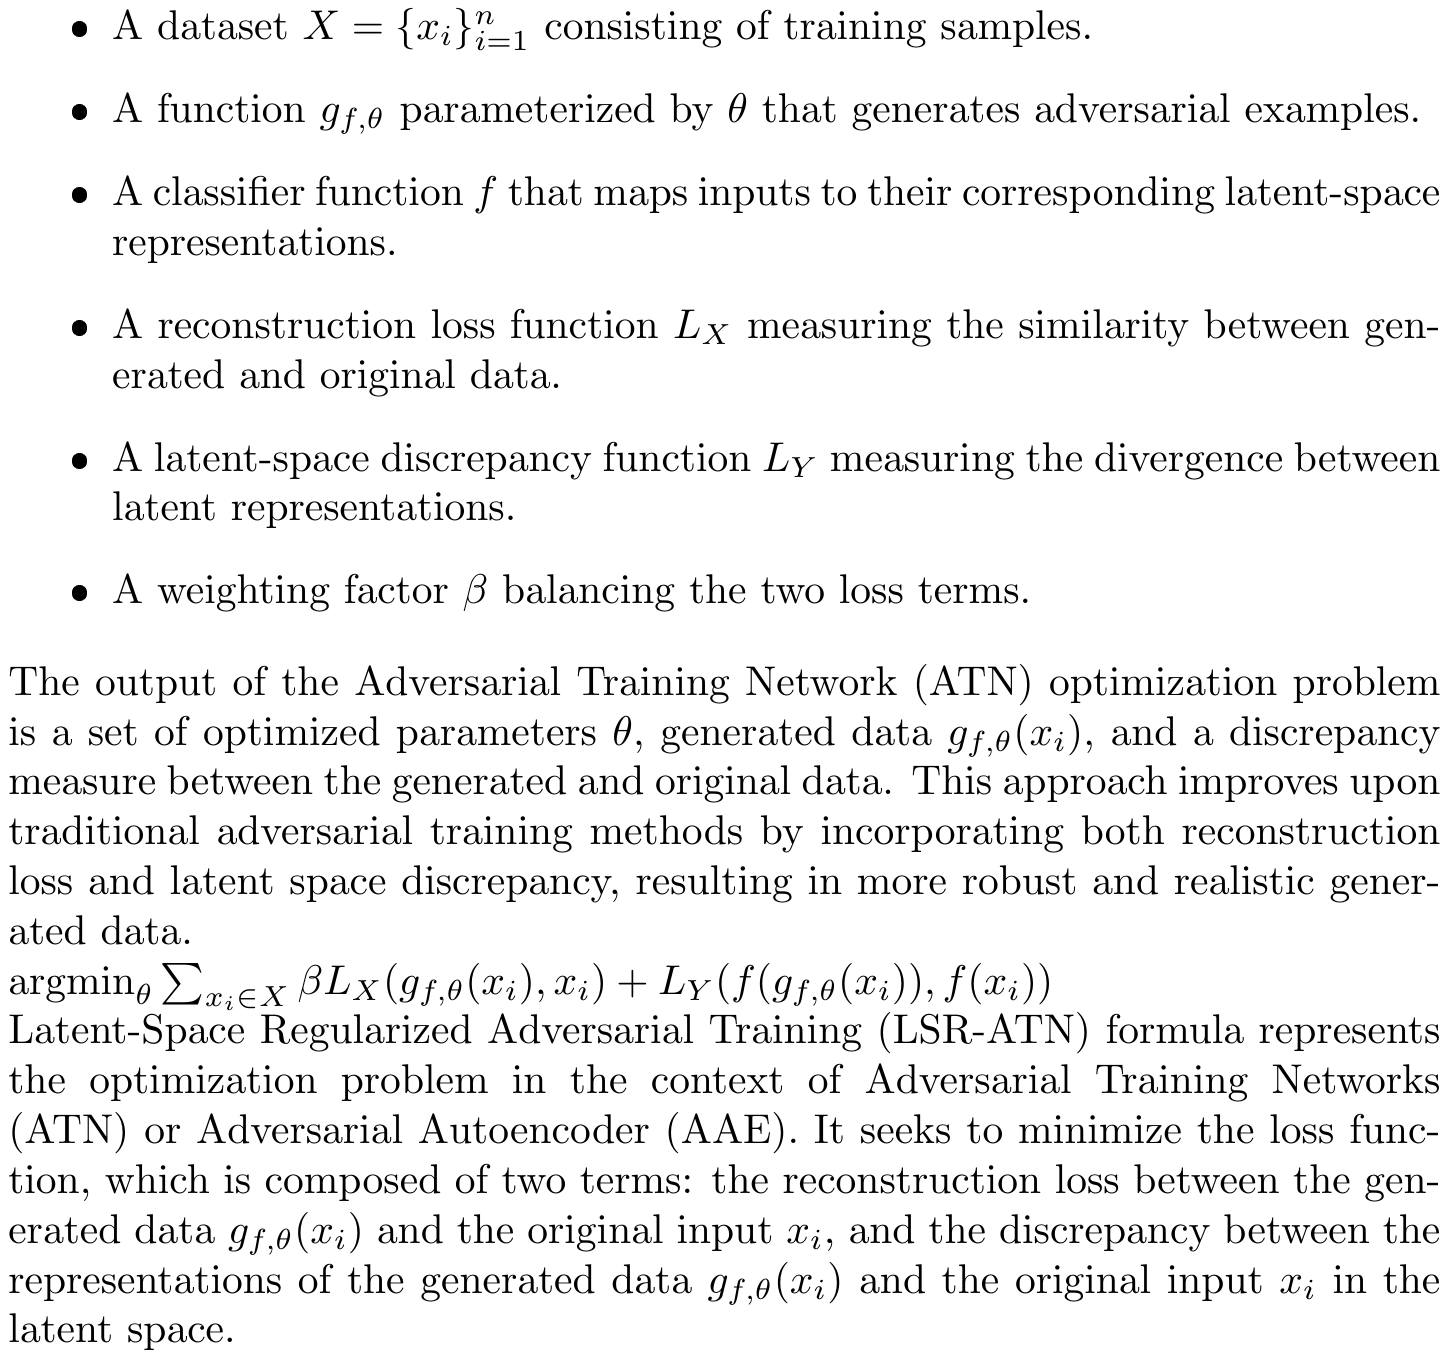 • A dataset $X = \{x_i\}_{i=1}^n$ consisting of training samples.
• A function $g_{f,\theta}$ parameterized by $\theta$ that generates adversarial examples.
• A classifier function $f$ that maps inputs to their corresponding latent-space
representations.
• A reconstruction loss function $L_X$ measuring the similarity between gen-
erated and original data.
• A latent-space discrepancy function $L_Y$ measuring the divergence between
latent representations.
• A weighting factor $\beta$ balancing the two loss terms.
The output of the Adversarial Training Network (ATN) optimization problem
is a set of optimized parameters $\theta$, generated data $g_{f,\theta}(x_i)$, and a discrepancy
measure between the generated and original data. This approach improves upon
traditional adversarial training methods by incorporating both reconstruction
loss and latent space discrepancy, resulting in more robust and realistic gener-
ated data.
$\mathrm{argmin}_\theta \sum_{x_i \in X} \beta L_X(g_{f,\theta}(x_i), x_i) + L_Y(f(g_{f,\theta}(x_i)), f(x_i))$
Latent-Space Regularized Adversarial Training (LSR-ATN) formula represents
the optimization problem in the context of Adversarial Training Networks
(ATN) or Adversarial Autoencoder (AAE). It seeks to minimize the loss func-
tion, which is composed of two terms: the reconstruction loss between the gen-
erated data $g_{f,\theta}(x_i)$ and the original input $x_i$, and the discrepancy between the
representations of the generated data $g_{f,\theta}(x_i)$ and the original input $x_i$ in the
latent space.